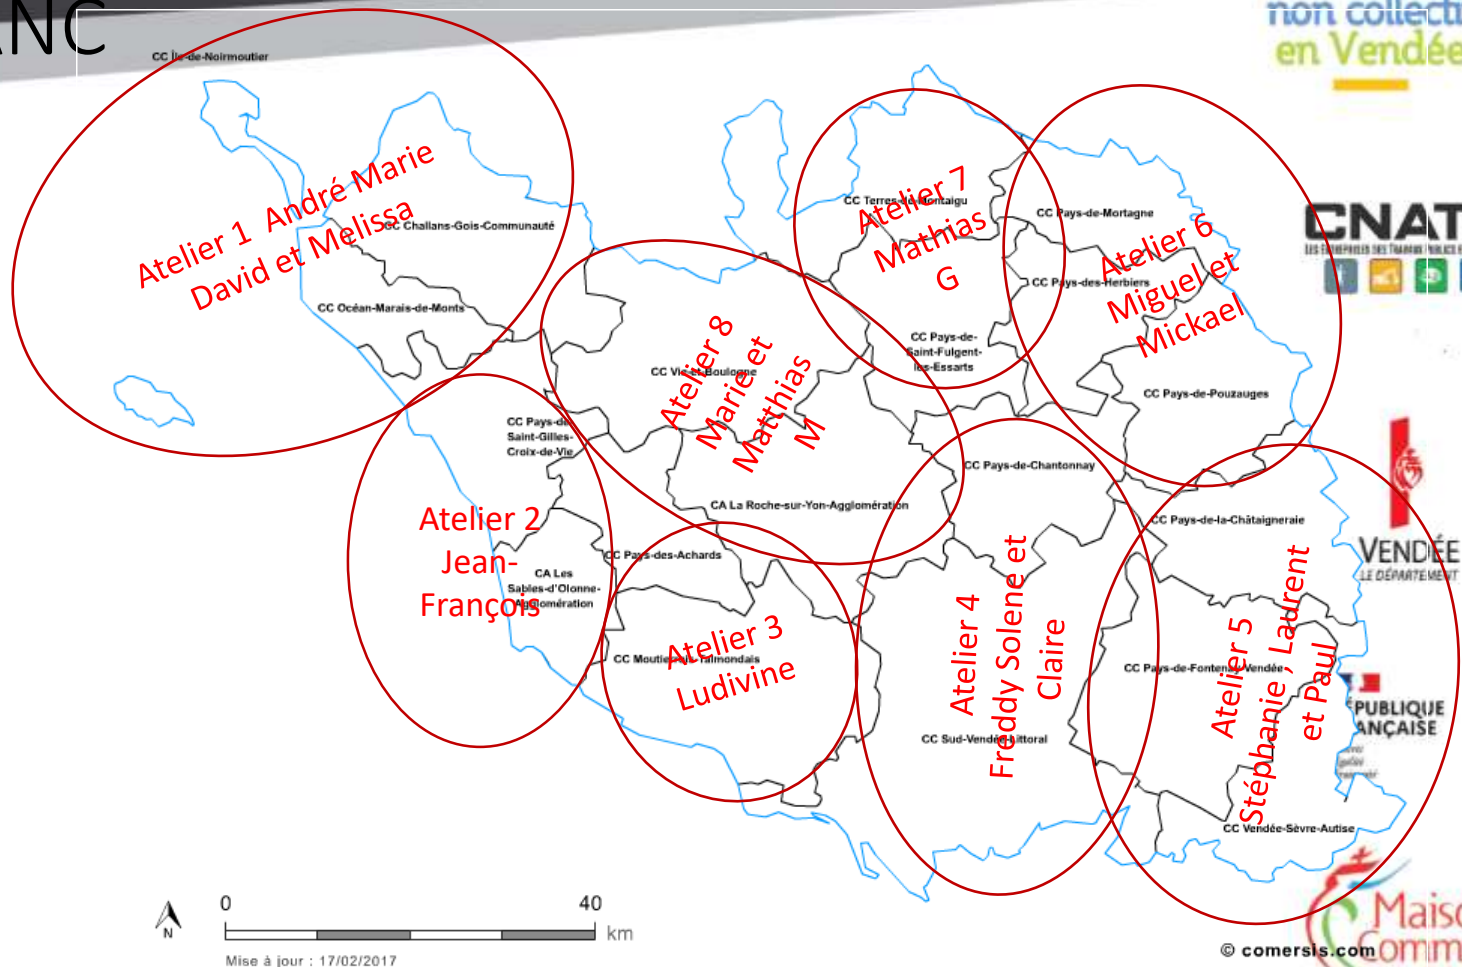 ANC
non collecti
en Vendée
CC Île-de-Noirmoutier
Atelier 1 André Marie
David et Melissa
CC Challans-Gois-Communauté
CC Océan-Marais-de-Monts
CC Terres-de-Montaigu
Atelier 7
Mathias
G
CC Pays-de-Mortagne
CC Pays-des-Herbiers
Atelier 6
Miguel et
Mickael
CNAT
CC Pays-de-
Saint-Fulgent-
les-Essarts
CC Vie-et-Boulogne
Atelier 8
Marie et
Matthias
M
CC Pays-de-Pouzauges
CC Pays-de-
Saint-Gilles-
Croix-de-Vie
CC Pays-de-Chantonnay
CA La Roche-sur-Yon-Agglomération
Atelier 2
Jean-
François
CC Pays-de-la-Châtaigneraie
VENDÉE
LE DÉPARTEMENT
CC Pays-des-Achards
CA Les
Sables-d'Olonne-
Agglomération
Atelier 3
Ludivine
CC Moutierrois-Talmondais
Atelier 4
Freddy Solene et
Claire
CC Sud-Vendée-Littoral
CC Pays-de-Fontenay-Vendée
Atelier 5
Stéphanie , Laurent
et Paul
PUBLIQUE
ANÇAISE
CC Vendée-Sèvre-Autise
0 40
km
N
Mise à jour : 17/02/2017
© comersis.com
Maiso
Comm